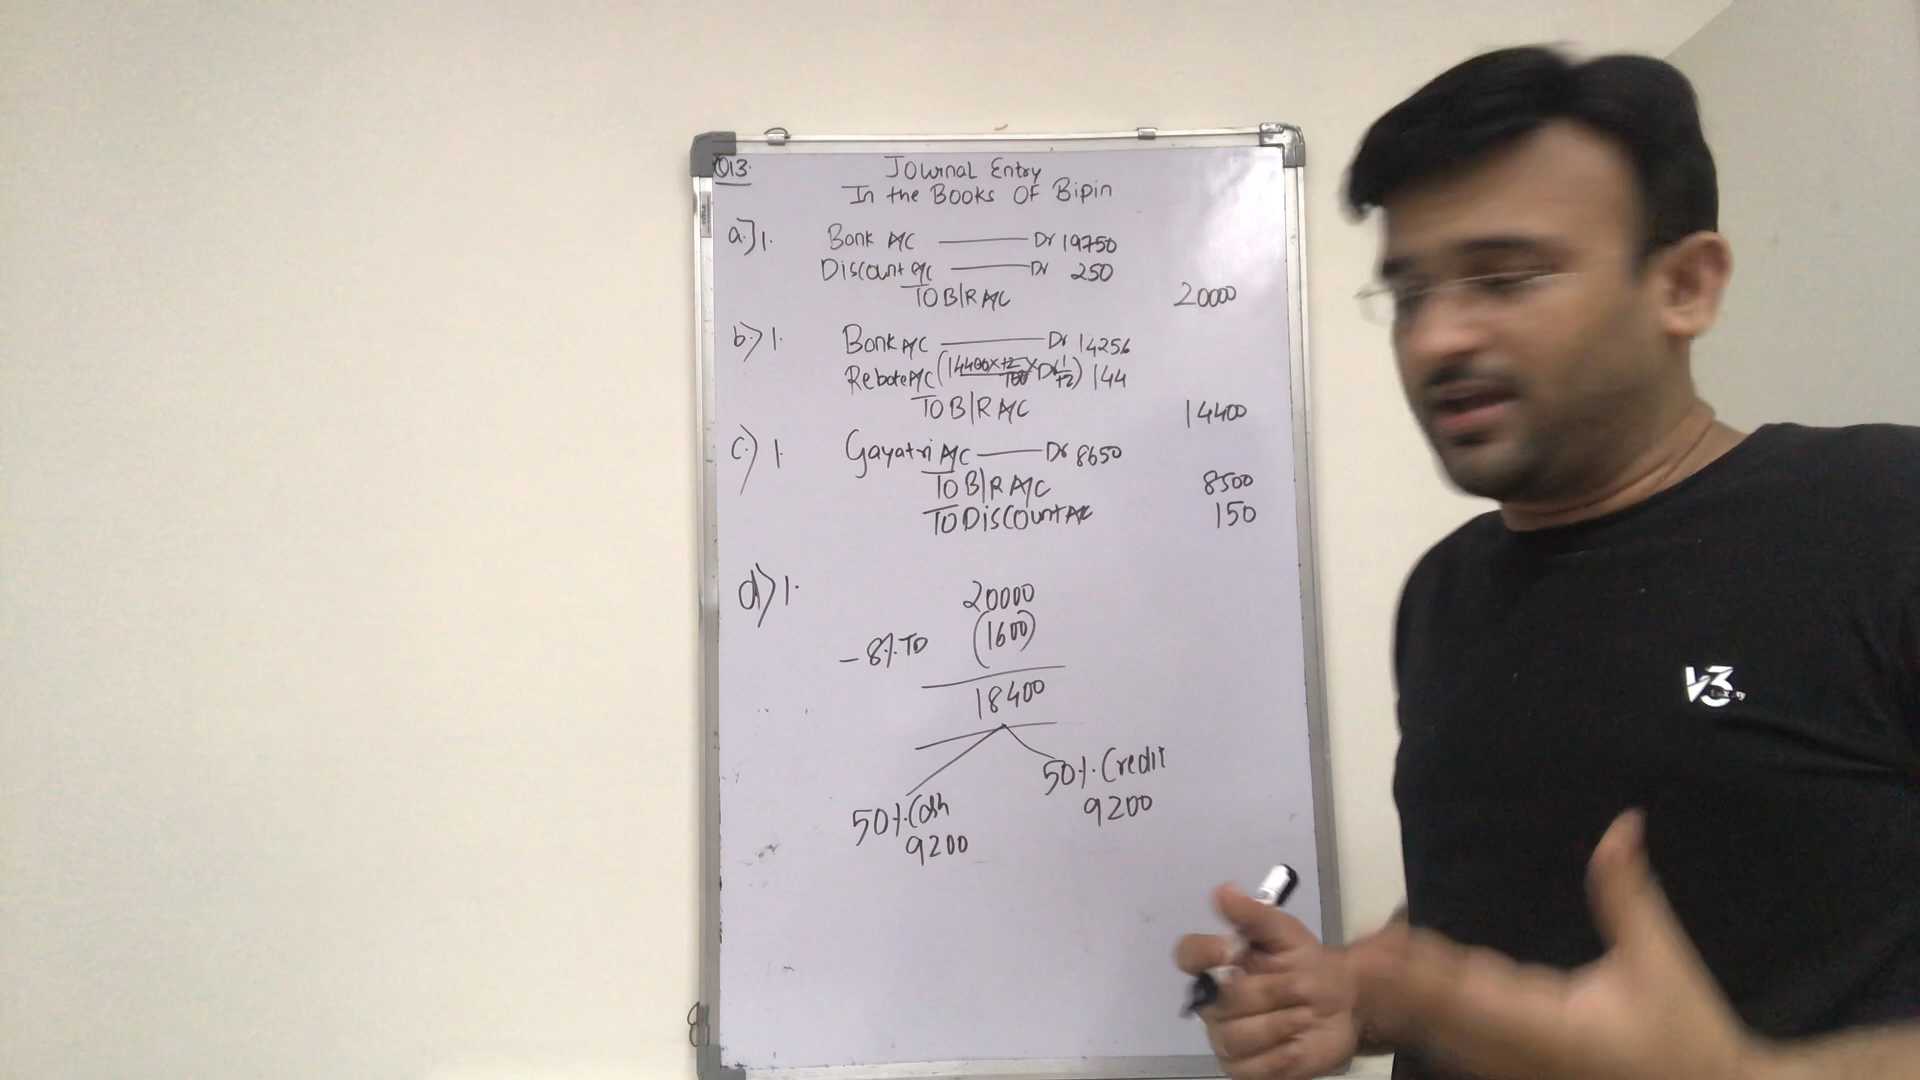 Q13.
Journal Entry
In the Books OF Bipin
a.] 1. Bank A/C Dr 19750
Discount A/C Dr 250
TO B/R A/C 20000
b.) 1. Bank A/C Dr 14256
Rebate A/C (14400×12/100 × Dr 1/12) 144
TO B/R A/C 14400
c.) 1. Gayatri A/C Dr 8650
TO B/R A/C 8500
TO Discount A/C 150
d) 1. 20000
- 8%.TD (1600)
18400
50%.Cash 50%.Credit
9200 9200
V3